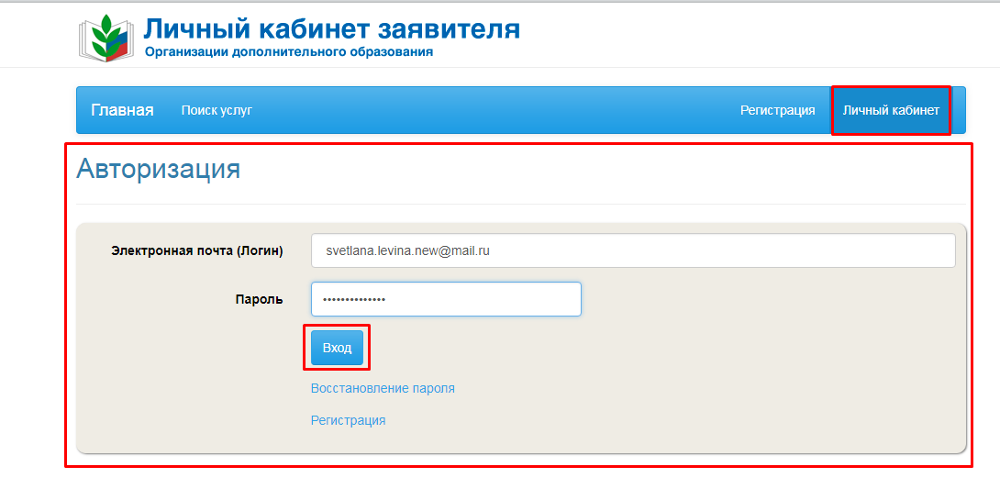 Личный кабинет заявителя
Организации дополнительного образования
Главная Поиск услуг Регистрация Личный кабинет
Авторизация
Электронная почта (Логин) svetlana.levina.new@mail.ru
Пароль ••••••••••••••
Вход
Восстановление пароля
Регистрация